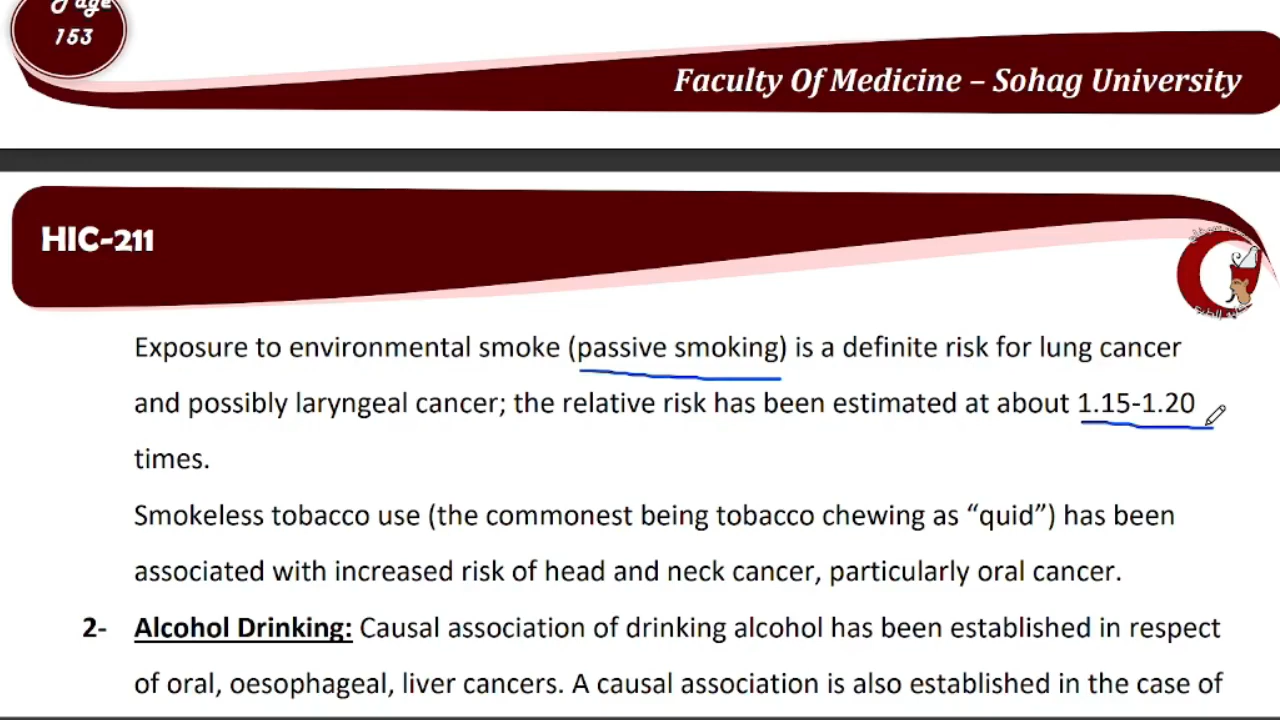 Page
153
Faculty Of Medicine – Sohag University
HIC-211
Exposure to environmental smoke (passive smoking) is a definite risk for lung cancer
and possibly laryngeal cancer; the relative risk has been estimated at about 1.15-1.20
times.
Smokeless tobacco use (the commonest being tobacco chewing as “quid”) has been
associated with increased risk of head and neck cancer, particularly oral cancer.
2- Alcohol Drinking: Causal association of drinking alcohol has been established in respect
of oral, oesophageal, liver cancers. A causal association is also established in the case of